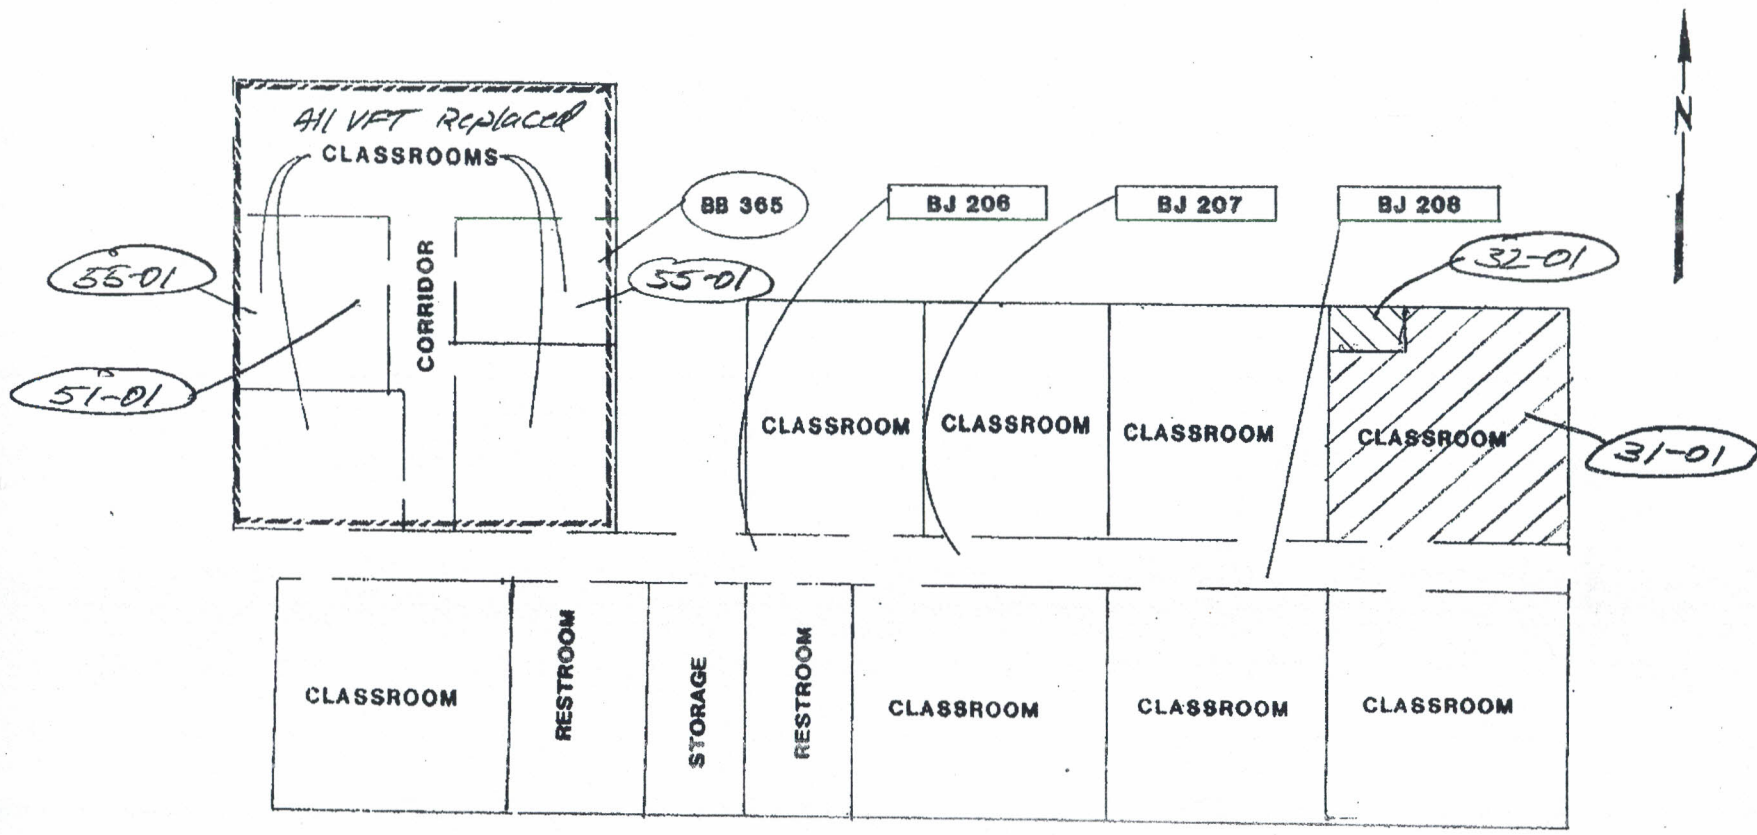 N
All VFT Replaced
CLASSROOMS
BB 365
BJ 206
BJ 207
BJ 208
55-01
55-01
32-01
CORRIDOR
51-01
CLASSROOM
CLASSROOM
CLASSROOM
CLASSROOM
31-01
CLASSROOM
RESTROOM
STORAGE
RESTROOM
CLASSROOM
CLASSROOM
CLASSROOM